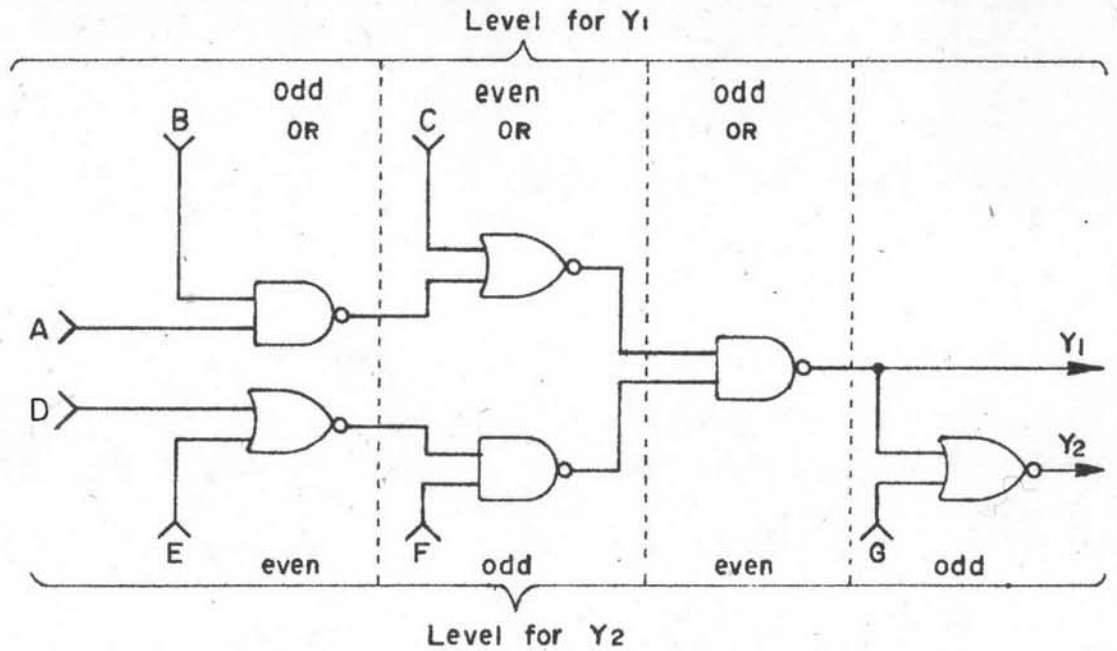 Level for Y1
odd even odd
B OR C OR OR
A
Y1
D
Y2
E F G
even odd even odd
Level for Y2